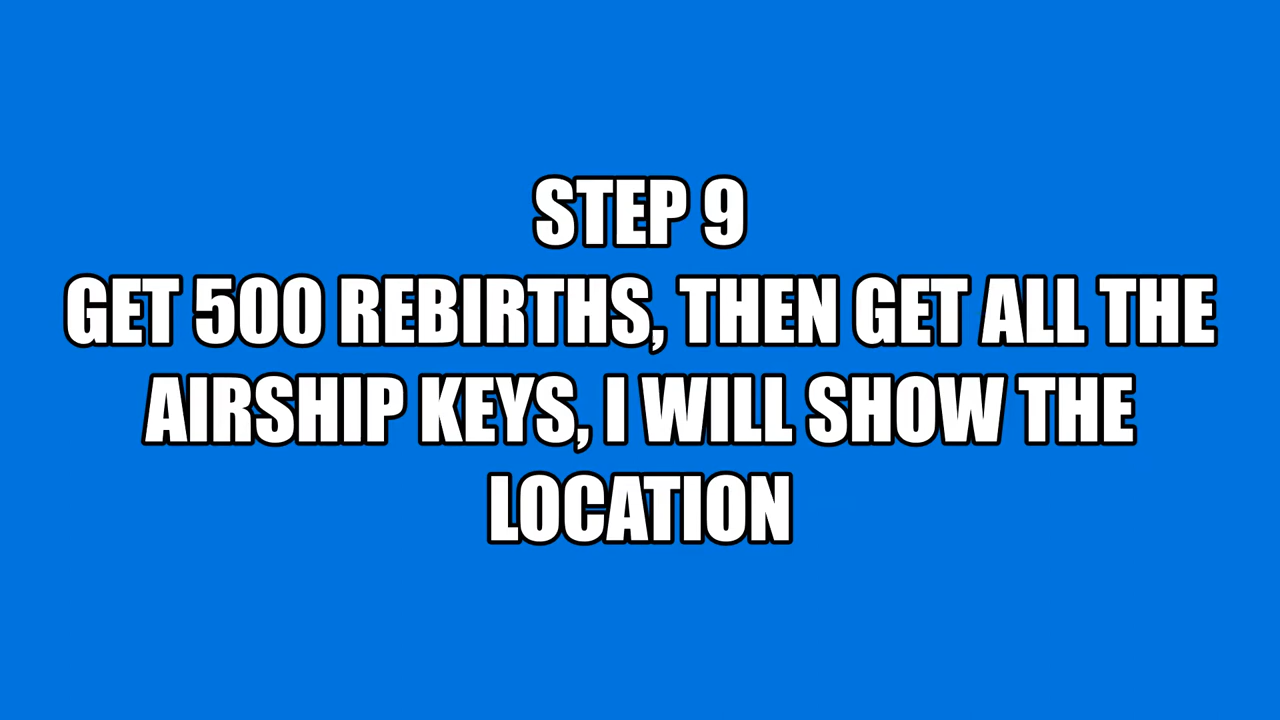 STEP 9
GET 500 REBIRTHS, THEN GET ALL THE
AIRSHIP KEYS, I WILL SHOW THE
LOCATION